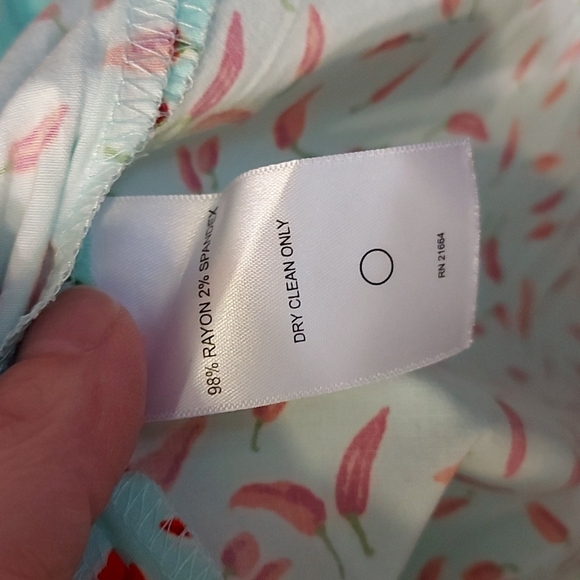 98% RAYON 2% SPANDEX
DRY CLEAN ONLY
RN 21664